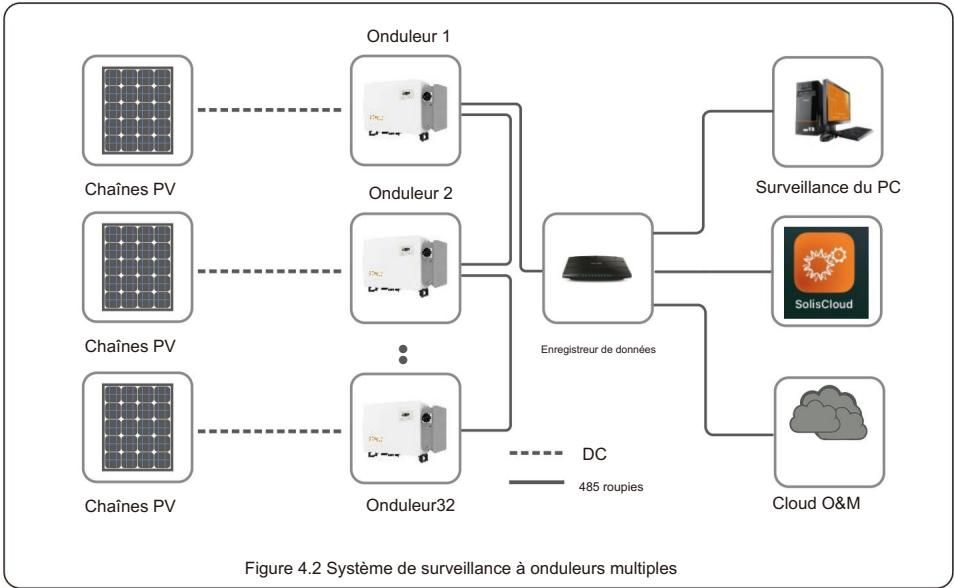 Onduleur 1
Chaînes PV
Onduleur 2
Surveillance du PC
Chaînes PV
Enregistreur de données
SolisCloud
Chaînes PV
Onduleur32
DC
485 roupies
Cloud O&M
Figure 4.2 Système de surveillance à onduleurs multiples